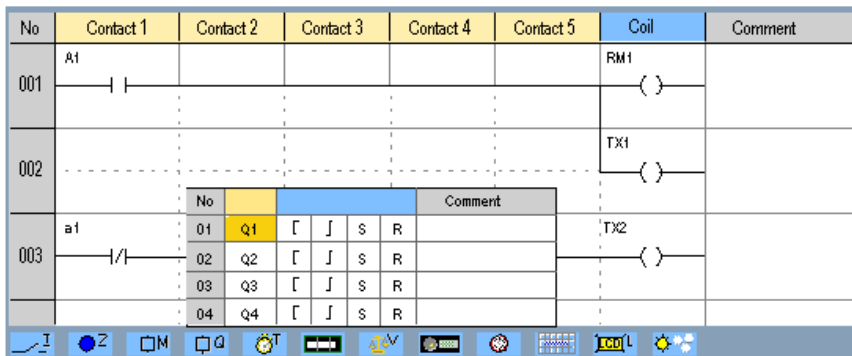 No Contact 1 Contact 2 Contact 3 Contact 4 Contact 5 Coil Comment
A1 RM1
001
TX1
002
No Comment
a1 01 Q1 S R TX2
003
02 Q2 S R
03 Q3 S R
04 Q4 S R
I Z M Q T V LCD L